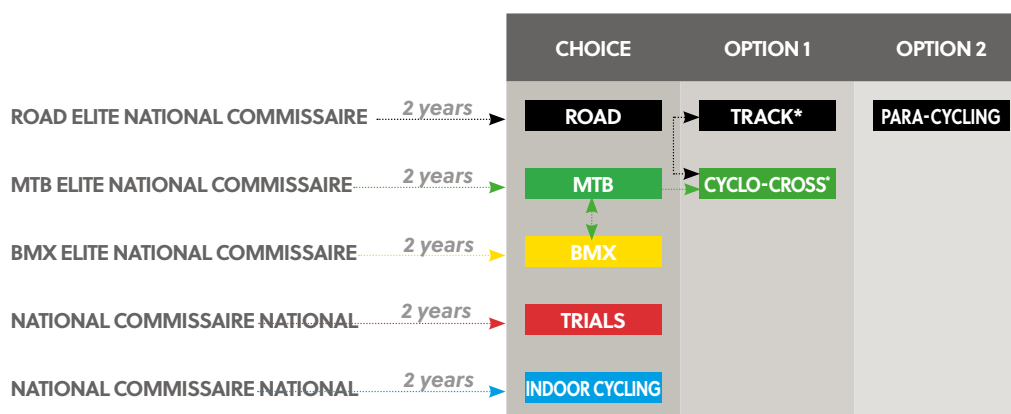 CHOICE OPTION 1 OPTION 2
ROAD ELITE NATIONAL COMMISSAIRE 2 years ROAD TRACK* PARA-CYCLING
MTB ELITE NATIONAL COMMISSAIRE 2 years MTB CYCLO-CROSS*
BMX ELITE NATIONAL COMMISSAIRE 2 years BMX
NATIONAL COMMISSAIRE NATIONAL 2 years TRIALS
NATIONAL COMMISSAIRE NATIONAL 2 years INDOOR CYCLING